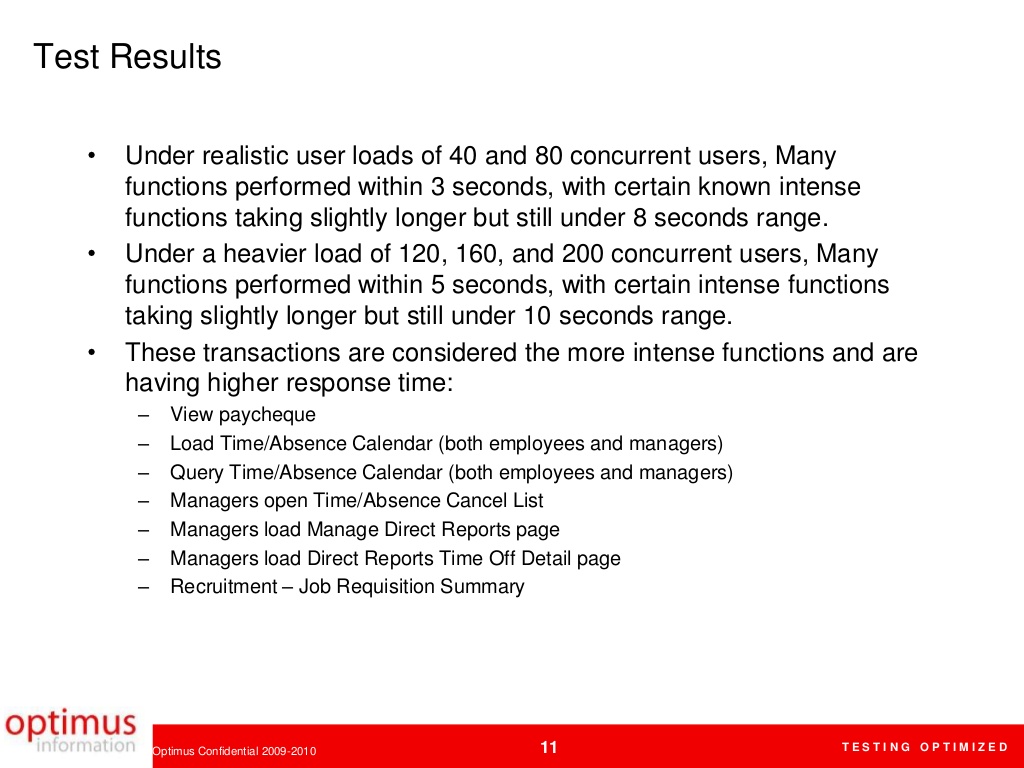 Test Results
• Under realistic user loads of 40 and 80 concurrent users, Many
functions performed within 3 seconds, with certain known intense
functions taking slightly longer but still under 8 seconds range.
• Under a heavier load of 120, 160, and 200 concurrent users, Many
functions performed within 5 seconds, with certain intense functions
taking slightly longer but still under 10 seconds range.
• These transactions are considered the more intense functions and are
having higher response time:
– View paycheque
– Load Time/Absence Calendar (both employees and managers)
– Query Time/Absence Calendar (both employees and managers)
– Managers open Time/Absence Cancel List
– Managers load Manage Direct Reports page
– Managers load Direct Reports Time Off Detail page
– Recruitment – Job Requisition Summary
optimus
information
Optimus Confidential 2009-2010
11
TESTING OPTIMIZED